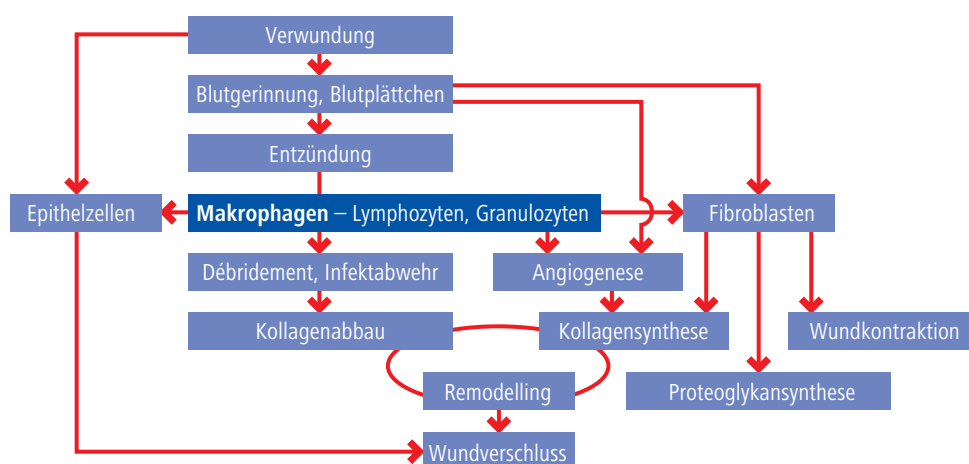 Verwundung
Blutgerinnung, Blutplättchen
Entzündung
Epithelzellen
Makrophagen – Lymphozyten, Granulozyten
Fibroblasten
Débridement, Infektabwehr
Angiogenese
Kollagenabbau
Kollagensynthese
Wundkontraktion
Remodelling
Proteoglykansynthese
Wundverschluss